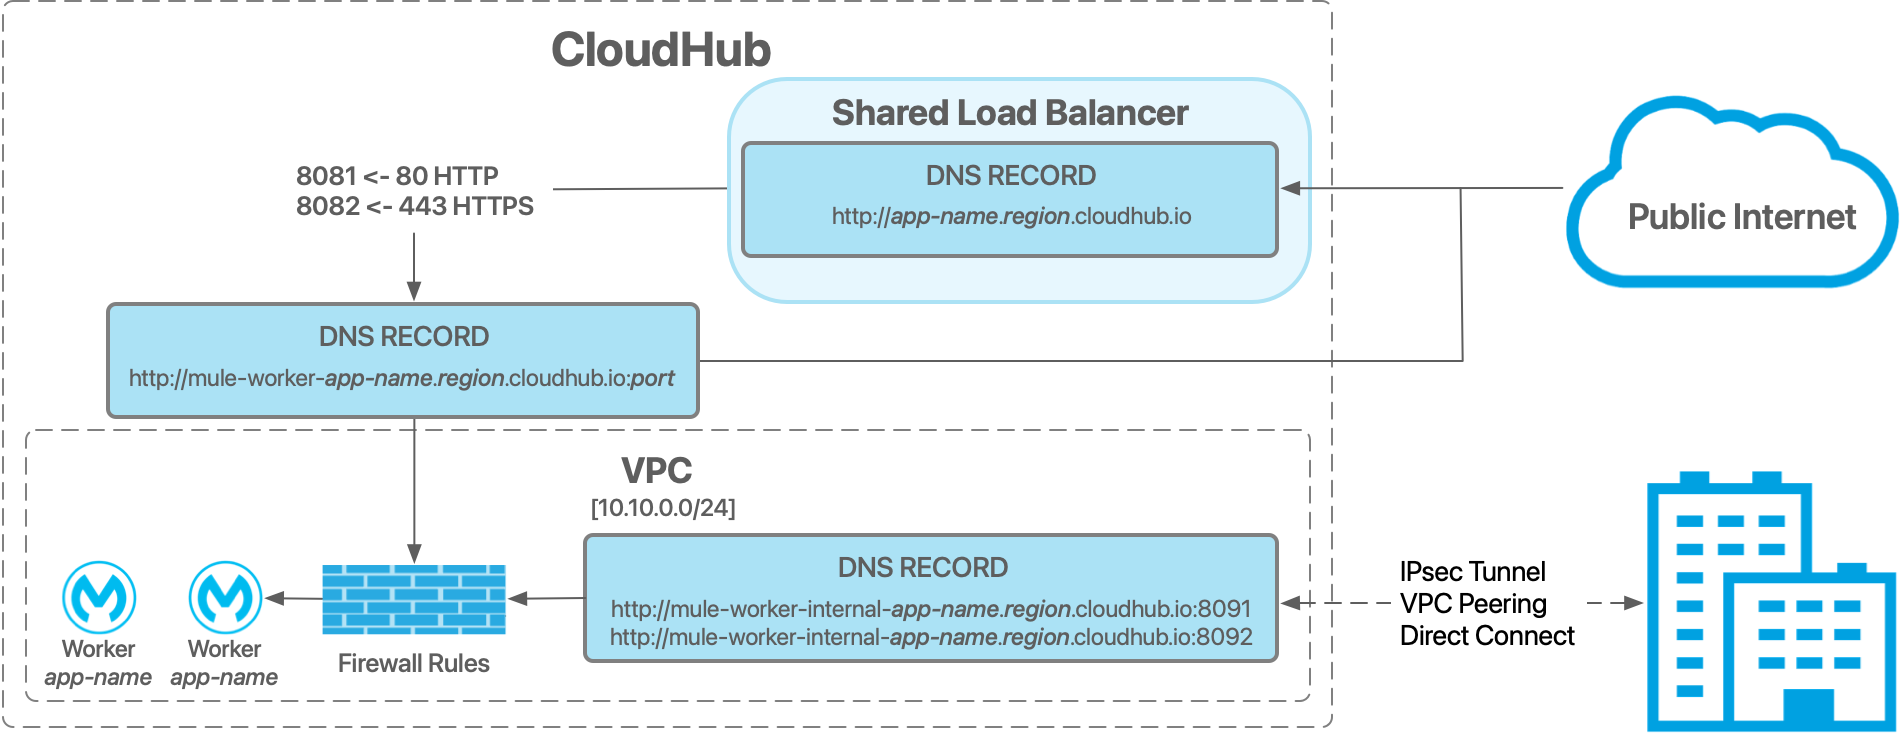 CloudHub
Shared Load Balancer
DNS RECORD
http://app-name.region.cloudhub.io
Public Internet
8081 <- 80 HTTP
8082 <- 443 HTTPS
DNS RECORD
http://mule-worker-app-name.region.cloudhub.io:port
VPC
[10.10.0.0/24]
DNS RECORD
http://mule-worker-internal-app-name.region.cloudhub.io:8091
http://mule-worker-internal-app-name.region.cloudhub.io:8092
Worker
app-name
Worker
app-name
Firewall Rules
IPsec Tunnel
VPC Peering
Direct Connect